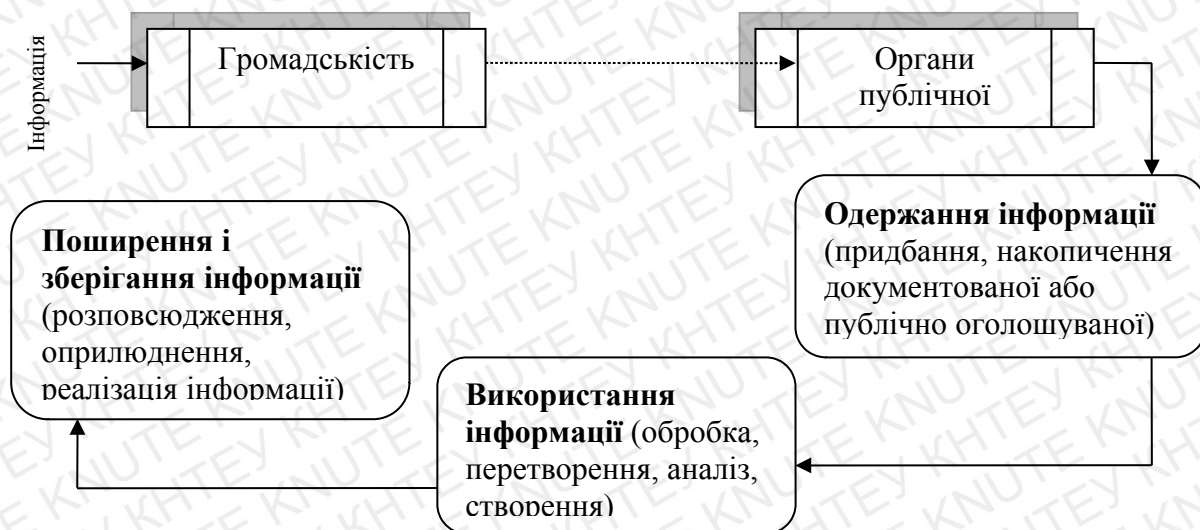 Інформація
Громадськість
Органи
публічної
Одержання інформації
(придбання, накопичення
документованої або
публічно оголошуваної)
Поширення і
зберігання інформації
(розповсюдження,
оприлюднення,
реалізація інформації)
Використання
інформації (обробка,
перетворення, аналіз,
створення)